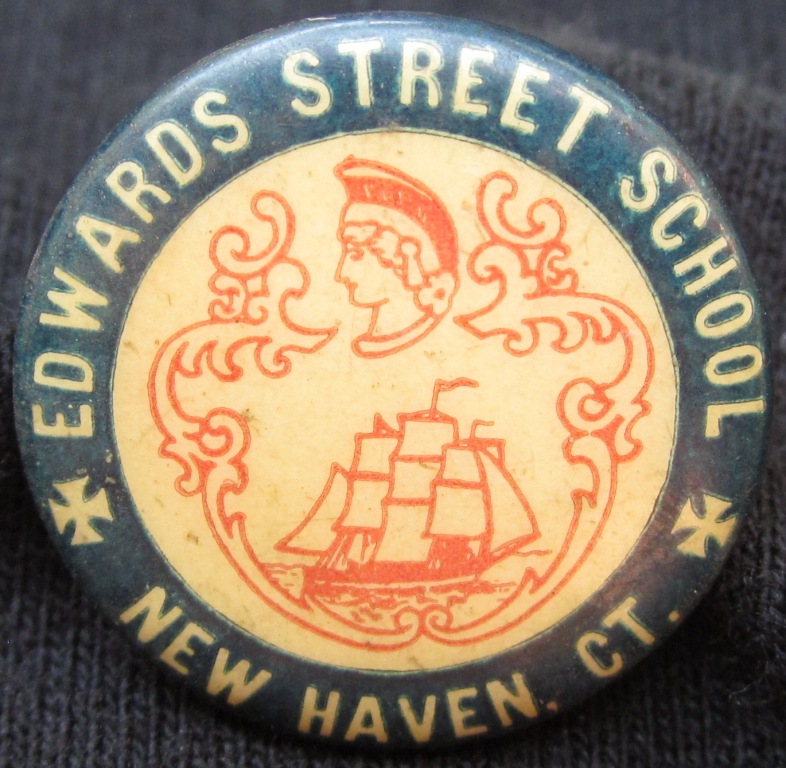 EDWARDS STREET SCHOOL
NEW HAVEN, CT.